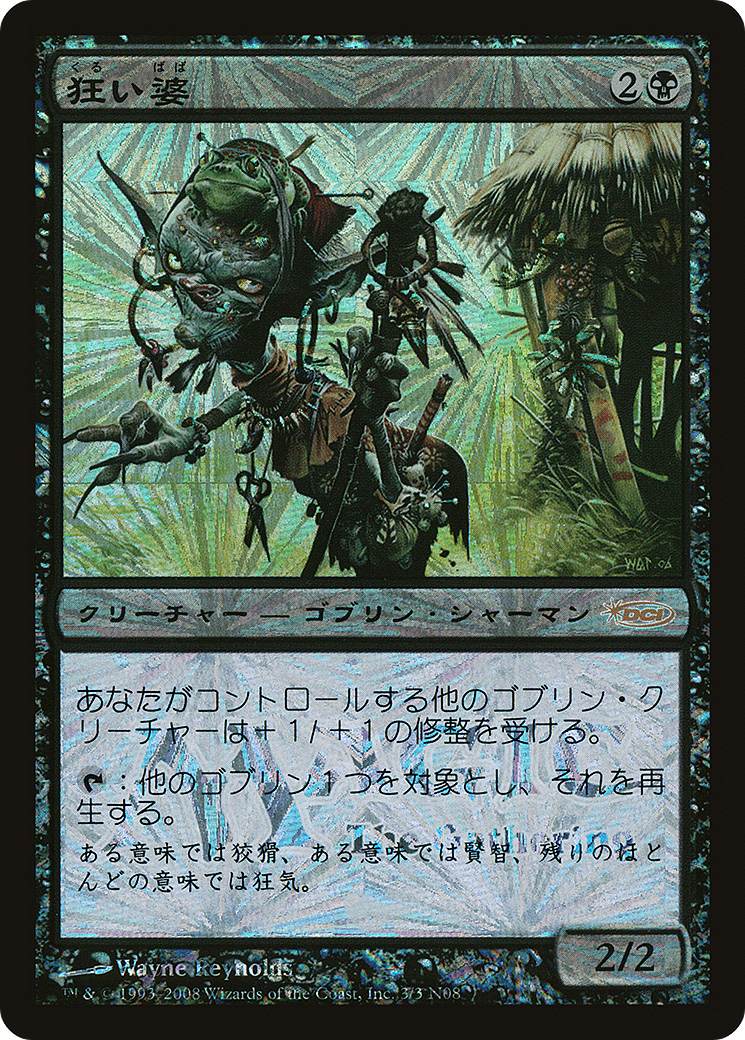 くる ばば
狂い婆
2
クリーチャー — ゴブリン・シャーマン
DCI
あなたがコントロールする他のゴブリン・ク
リーチャーは+1/+1の修整を受ける。
:他のゴブリン1つを対象とし、それを再
生する。
ある意味では狡猾、ある意味では賢智、残りのほと
んどの意味では狂気。
MAGIC
The Gathering
2/2
Wayne Reynolds
™ & © 1993-2008 Wizards of the Coast, Inc. 3/3 N08